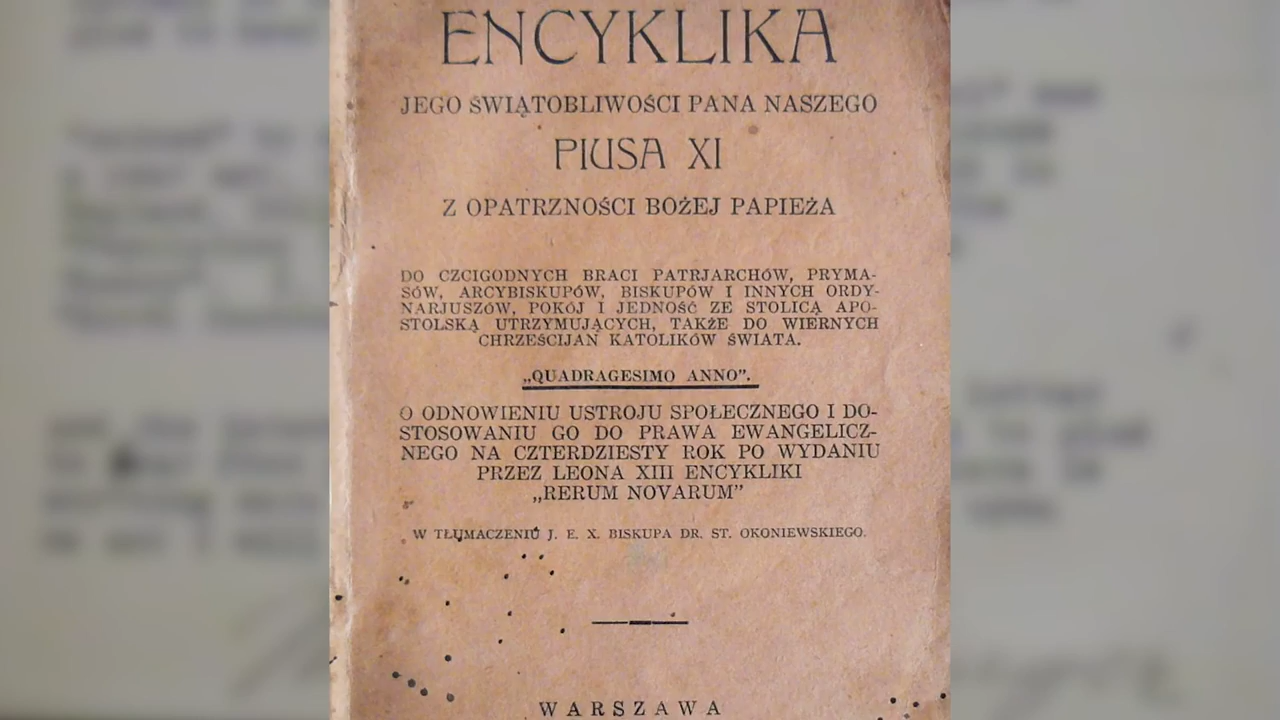 ENCYKLIKA
JEGO ŚWIĄTOBLIWOŚCI PANA NASZEGO
PIUSA XI
Z OPATRZNOŚCI BOŻEJ PAPIEŻA
DO CZCIGODNYCH BRACI PATRJARCHÓW, PRYMA-
SÓW, ARCYBISKUPÓW, BISKUPÓW I INNYCH ORDY-
NARJUSZÓW, POKÓJ I JEDNOŚĆ ZE STOLICĄ APO-
STOLSKĄ UTRZYMUJĄCYCH, TAKŻE DO WIERNYCH
CHRZEŚCIJAN KATOLIKÓW ŚWIATA.
„QUADRAGESIMO ANNO”.
O ODNOWIENIU USTROJU SPOŁECZNEGO I DO-
STOSOWANIU GO DO PRAWA EWANGELICZ-
NEGO NA CZTERDZIESTY ROK PO WYDANIU
PRZEZ LEONA XIII ENCYKLIKI
„RERUM NOVARUM”
W TŁUMACZENIU J. E. X. BISKUPA DR. ST. OKONIEWSKIEGO.
WARSZAWA